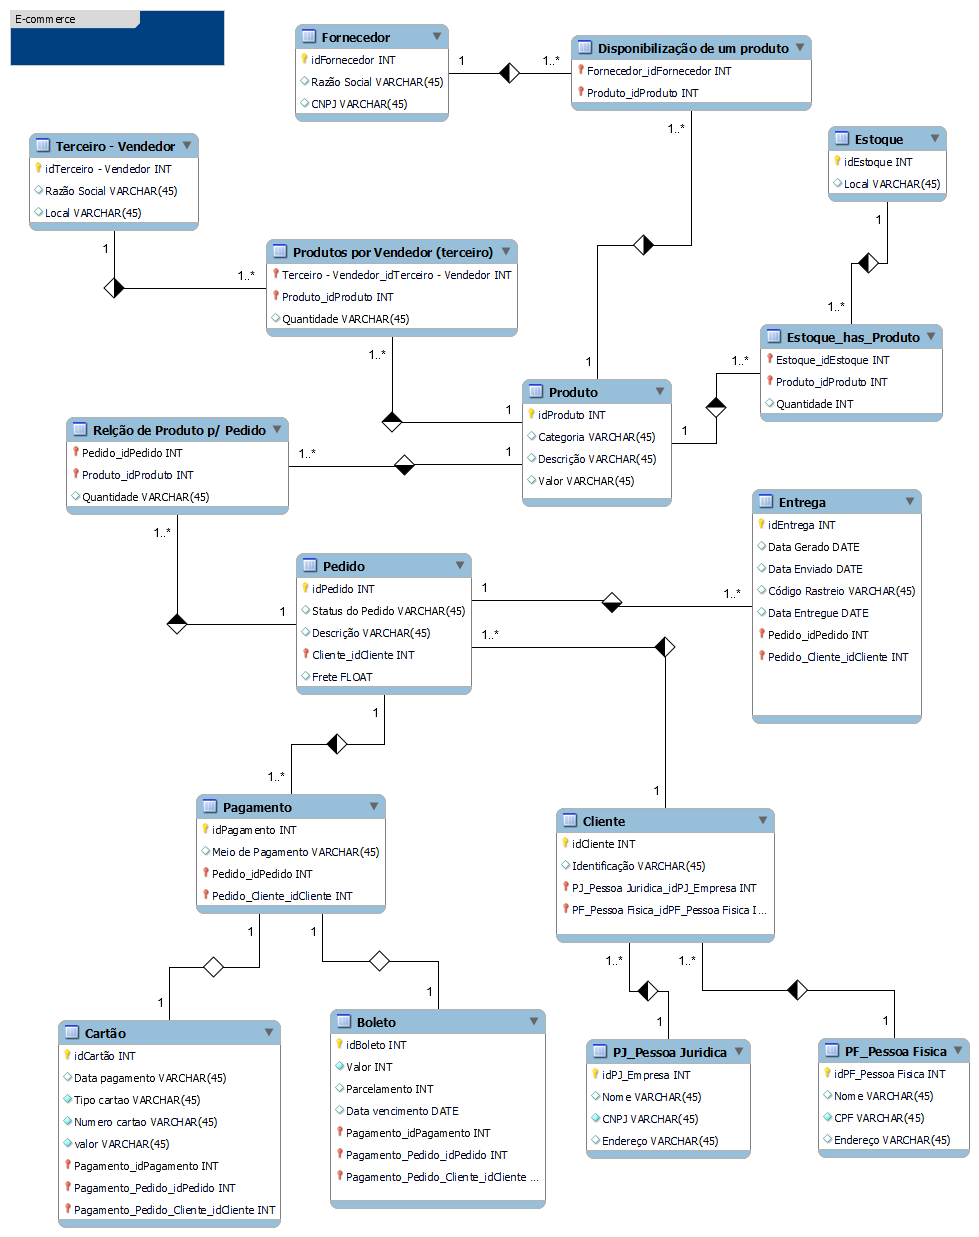 E-commerce
Fornecedor
idFornecedor INT
Razão Social VARCHAR(45)
CNPJ VARCHAR(45)
1
1..*
Disponibilização de um produto
Fornecedor_idFornecedor INT
Produto_idProduto INT
1..*
1
Terceiro - Vendedor
idTerceiro - Vendedor INT
Razão Social VARCHAR(45)
Local VARCHAR(45)
1
1..*
Estoque
idEstoque INT
Local VARCHAR(45)
1
1..*
Produtos por Vendedor (terceiro)
Terceiro - Vendedor_idTerceiro - Vendedor INT
Produto_idProduto INT
Quantidade VARCHAR(45)
1..*
1
Estoque_has_Produto
Estoque_idEstoque INT
Produto_idProduto INT
Quantidade INT
1..*
1
Produto
idProduto INT
Categoria VARCHAR(45)
Descrição VARCHAR(45)
Valor VARCHAR(45)
Relção de Produto p/ Pedido
Pedido_idPedido INT
Produto_idProduto INT
Quantidade VARCHAR(45)
1..*
1
1..*
1
Entrega
idEntrega INT
Data Gerado DATE
Data Enviado DATE
Código Rastreio VARCHAR(45)
Data Entregue DATE
Pedido_idPedido INT
Pedido_Cliente_idCliente INT
Pedido
idPedido INT
Status do Pedido VARCHAR(45)
Descrição VARCHAR(45)
Cliente_idCliente INT
Frete FLOAT
1
1..*
1..*
1
1
1..*
Pagamento
idPagamento INT
Meio de Pagamento VARCHAR(45)
Pedido_idPedido INT
Pedido_Cliente_idCliente INT
1
1
1
1
Cliente
idCliente INT
Identificação VARCHAR(45)
PJ_Pessoa Juridica_idPJ_Empresa INT
PF_Pessoa Fisica_idPF_Pessoa Fisica I...
1..*
1..*
1
1
Cartão
idCartão INT
Data pagamento VARCHAR(45)
Tipo cartao VARCHAR(45)
Numero cartao VARCHAR(45)
valor VARCHAR(45)
Pagamento_idPagamento INT
Pagamento_Pedido_idPedido INT
Pagamento_Pedido_Cliente_idCliente INT
Boleto
idBoleto INT
Valor INT
Parcelamento INT
Data vencimento DATE
Pagamento_idPagamento INT
Pagamento_Pedido_idPedido INT
Pagamento_Pedido_Cliente_idCliente ...
PJ_Pessoa Juridica
idPJ_Empresa INT
Nome VARCHAR(45)
CNPJ VARCHAR(45)
Endereço VARCHAR(45)
PF_Pessoa Fisica
idPF_Pessoa Fisica INT
Nome VARCHAR(45)
CPF VARCHAR(45)
Endereço VARCHAR(45)